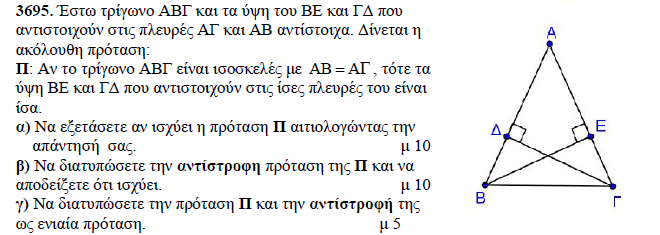 3695. Έστω τρίγωνο ΑΒΓ και τα ύψη του ΒΕ και ΓΔ που
αντιστοιχούν στις πλευρές ΑΓ και ΑΒ αντίστοιχα. Δίνεται η
ακόλουθη πρόταση:
Π: Αν το τρίγωνο ΑΒΓ είναι ισοσκελές με ΑΒ = ΑΓ, τότε τα
ύψη ΒΕ και ΓΔ που αντιστοιχούν στις ίσες πλευρές του είναι
ίσα.
α) Να εξετάσετε αν ισχύει η πρόταση Π αιτιολογώντας την
απάντησή σας. μ 10
β) Να διατυπώσετε την αντίστροφη πρόταση της Π και να
αποδείξετε ότι ισχύει. μ 10
γ) Να διατυπώσετε την πρόταση Π και την αντίστροφή της
ως ενιαία πρόταση. μ 5
Α
Δ
Ε
Β
Γ